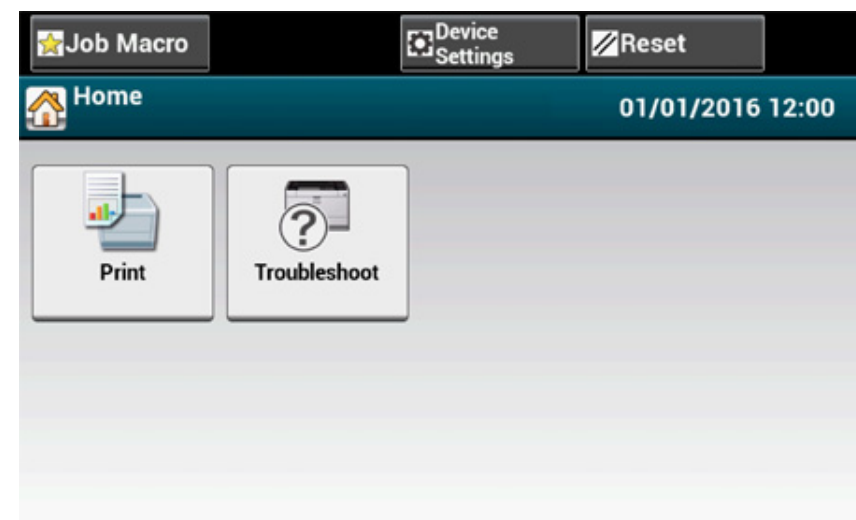 Job Macro
Device
Settings
Reset
Home
01/01/2016 12:00
Print
Troubleshoot